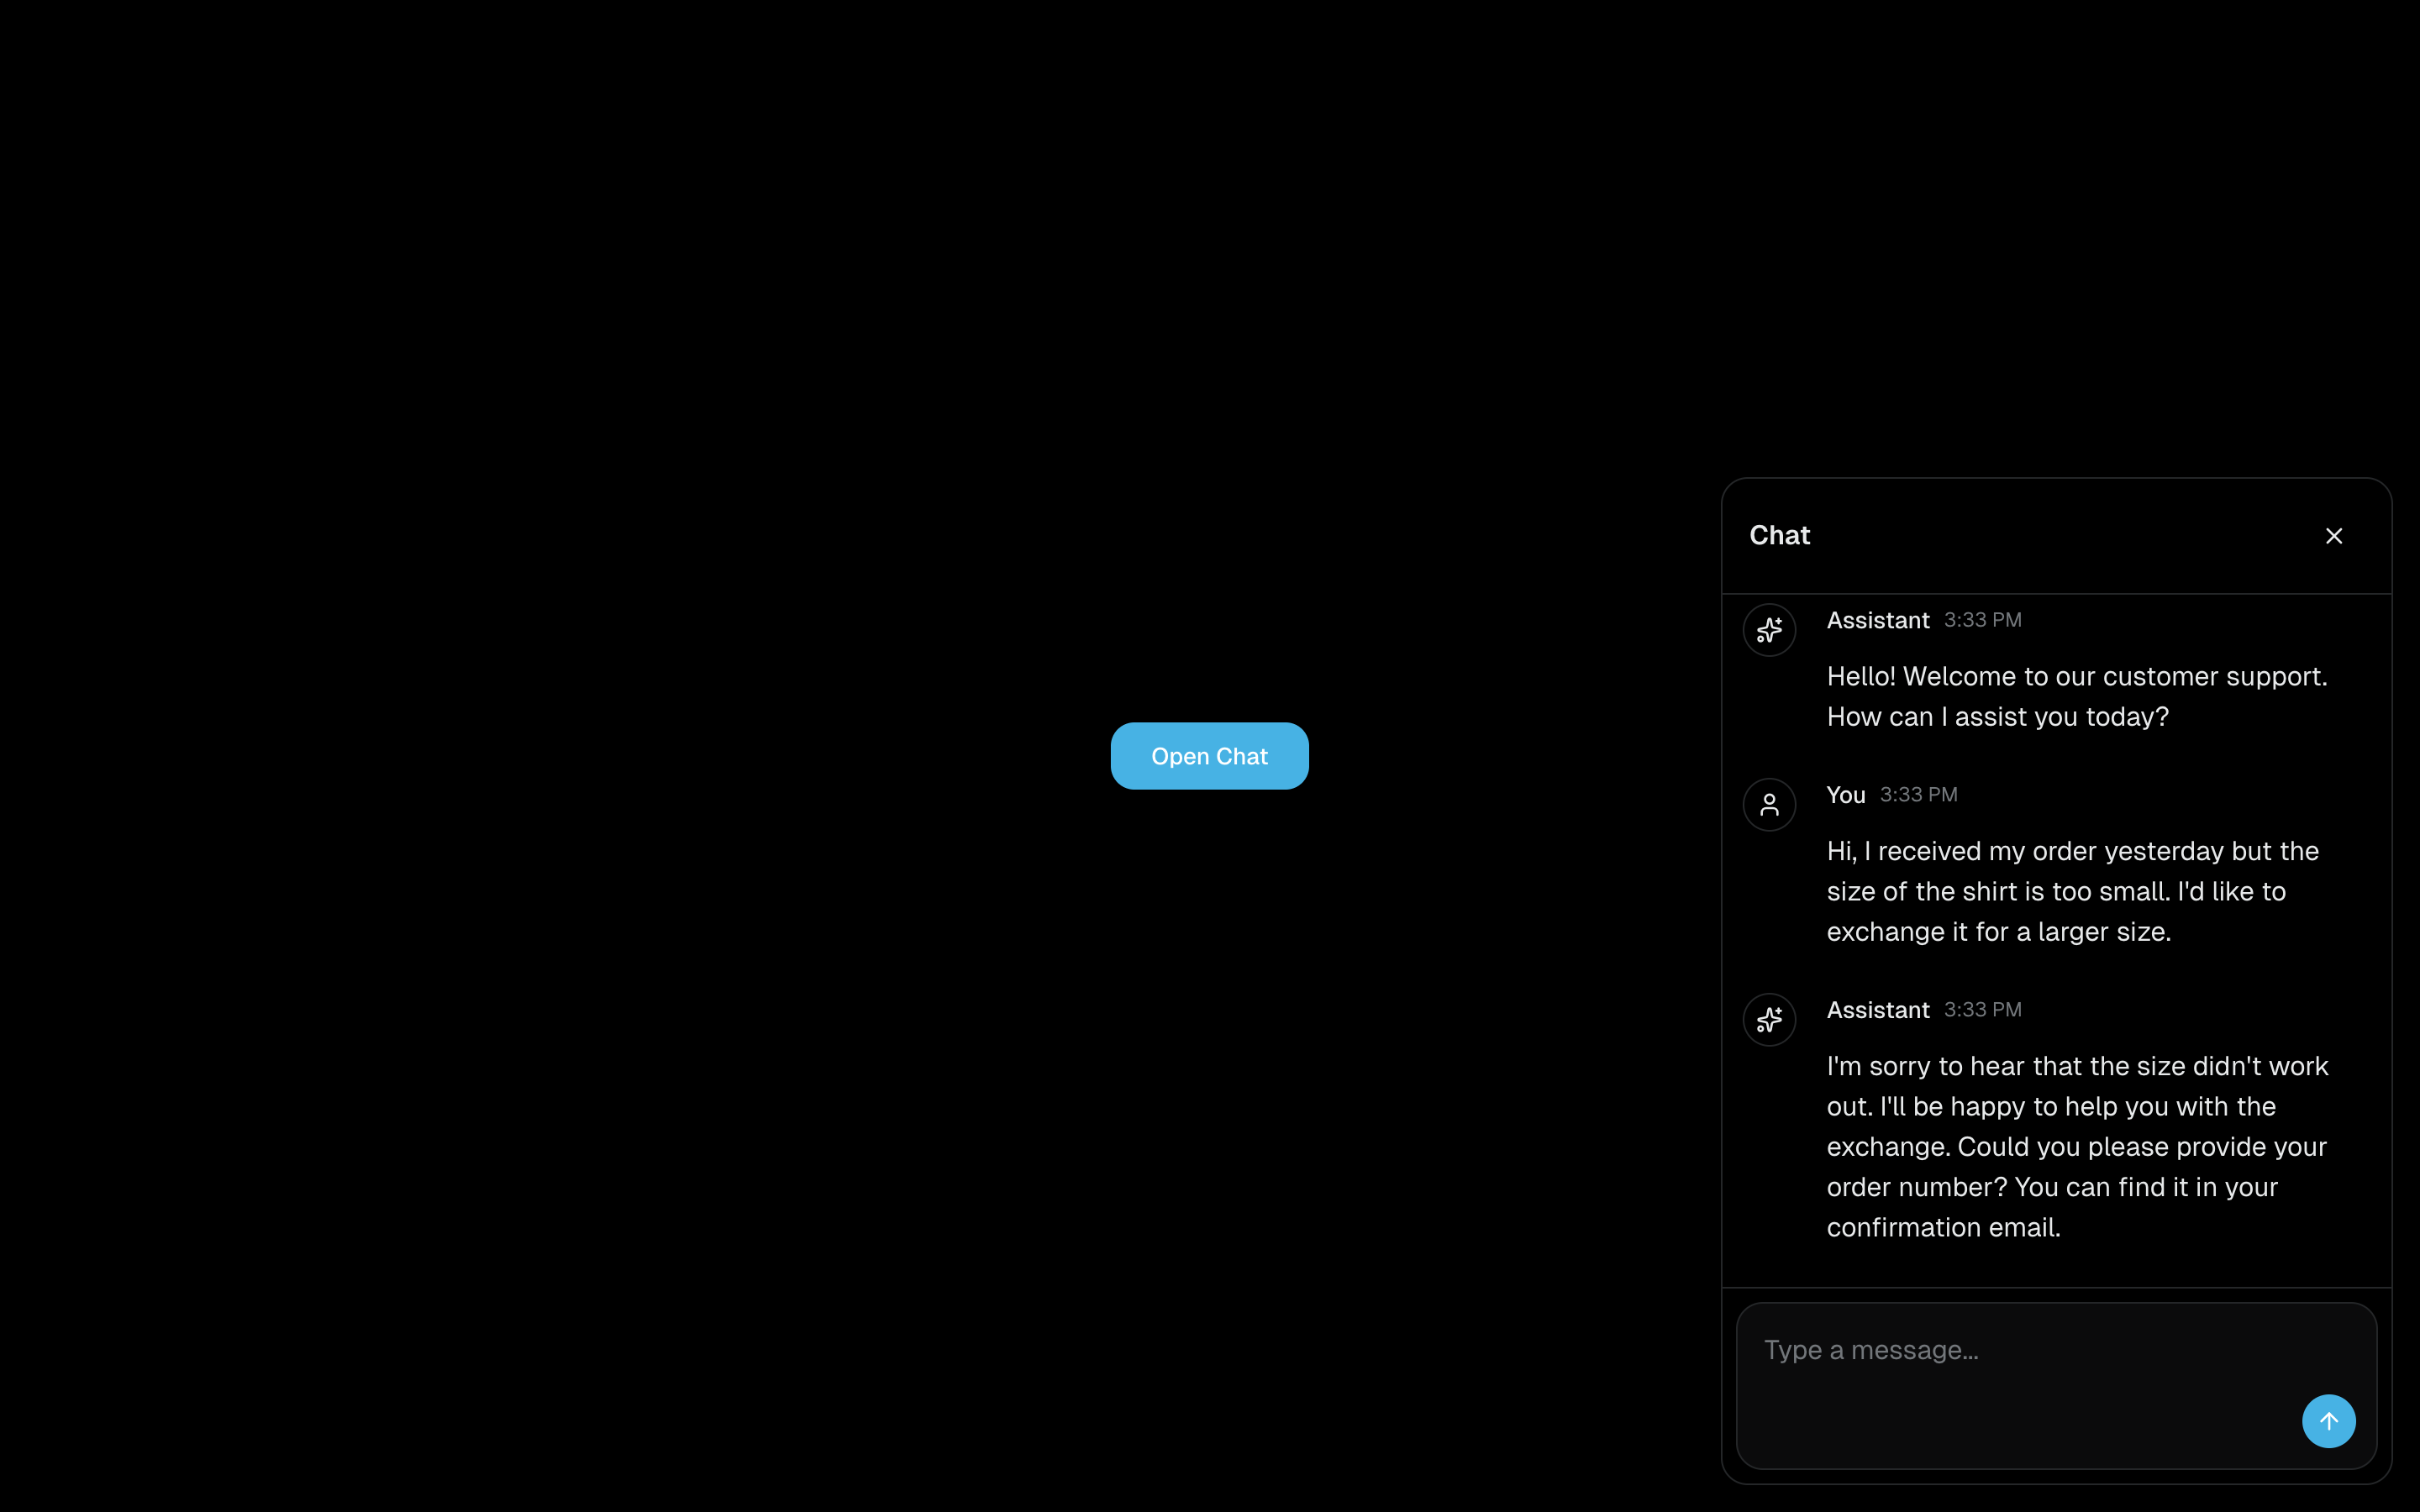 Open Chat
Chat
Assistant 3:33 PM
Hello! Welcome to our customer support.
How can I assist you today?
You 3:33 PM
Hi, I received my order yesterday but the
size of the shirt is too small. I'd like to
exchange it for a larger size.
Assistant 3:33 PM
I'm sorry to hear that the size didn't work
out. I'll be happy to help you with the
exchange. Could you please provide your
order number? You can find it in your
confirmation email.
Type a message...